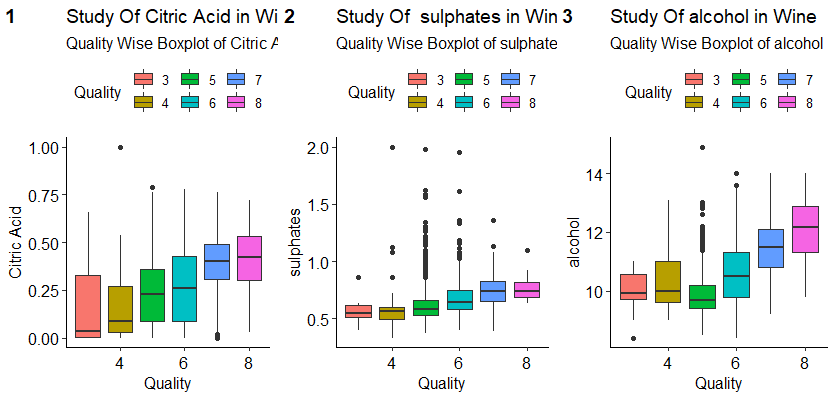 1
Study Of Citric Acid in Wi
Quality Wise Boxplot of Citric A
Quality
3 5 7
4 6 8
Citric Acid
1.00
0.75
0.50
0.25
0.00
4 6 8
Quality
2
Study Of sulphates in Win
Quality Wise Boxplot of sulphate
Quality
3 5 7
4 6 8
sulphates
2.0
1.5
1.0
0.5
4 6 8
Quality
3
Study Of alcohol in Wine
Quality Wise Boxplot of alcohol
Quality
3 5 7
4 6 8
alcohol
14
12
10
4 6 8
Quality